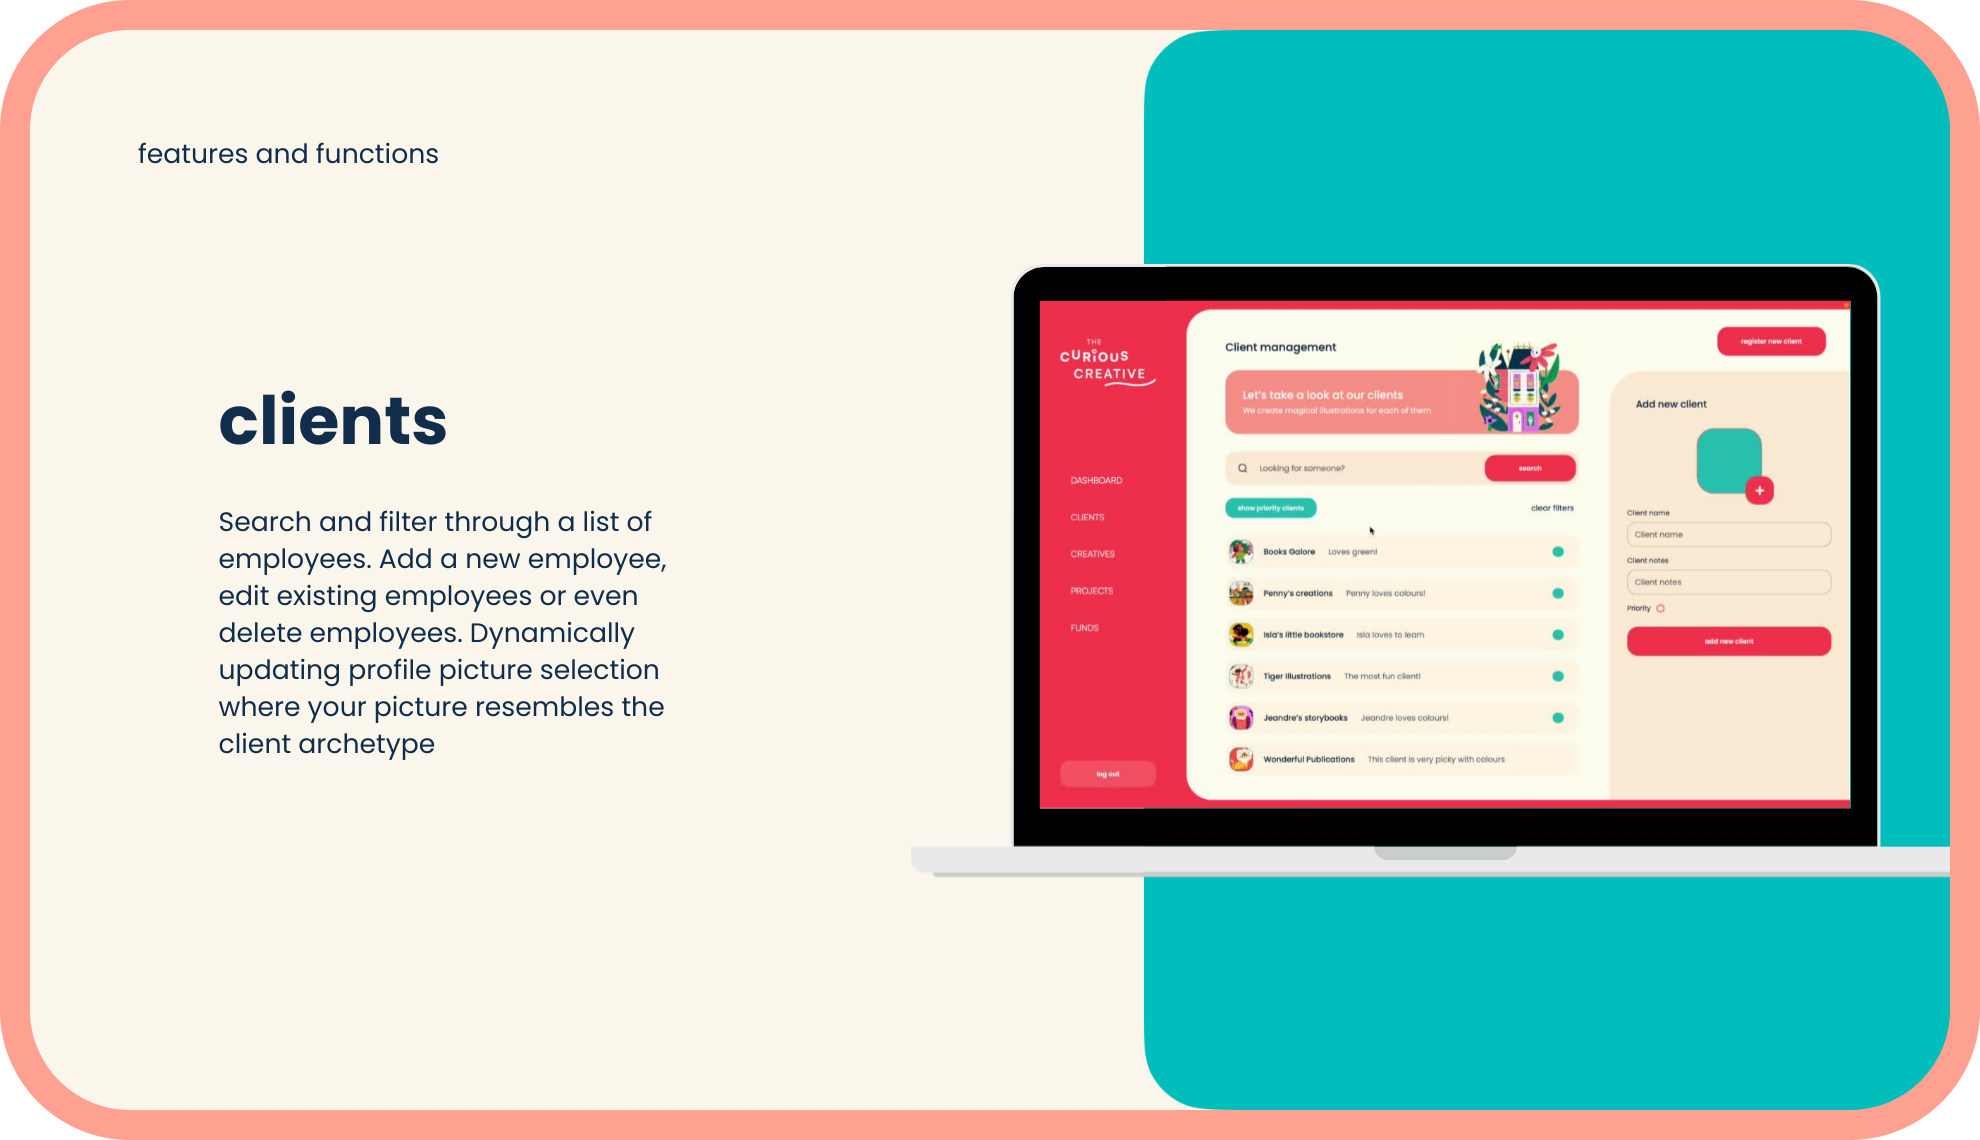 features and functions
clients
Search and filter through a list of
employees. Add a new employee,
edit existing employees or even
delete employees. Dynamically
updating profile picture selection
where your picture resembles the
client archetype
THE
CURIOUS
CREATIVE
DASHBOARD
CLIENTS
CREATIVES
PROJECTS
FUNDS
log out
Client management
Let's take a look at our clients
We create magical illustrations for each of them
Looking for someone?
search
show priority clients
clear filters
Books Galore Loves green!
Penny's creations Penny loves colours!
Isla's little bookstore Isla loves to learn
Tiger Illustrations The most fun client!
Jeandre's storybooks Jeandre loves colours!
Wonderful Publications This client is very picky with colours
register new client
Add new client
+
Client name
Client name
Client notes
Client notes
Priority
add new client